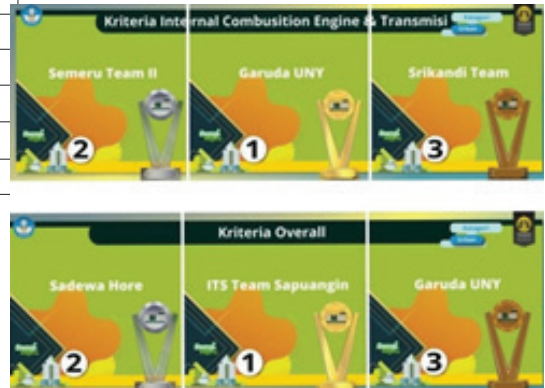 Kriteria Internal Combusition Engine & Transmisi
Semeru Team II
Garuda UNY
Srikandi Team
2
1
3
Kriteria Overall
Sadewa Hore
ITS Team Sapuangin
Garuda UNY
2
1
3